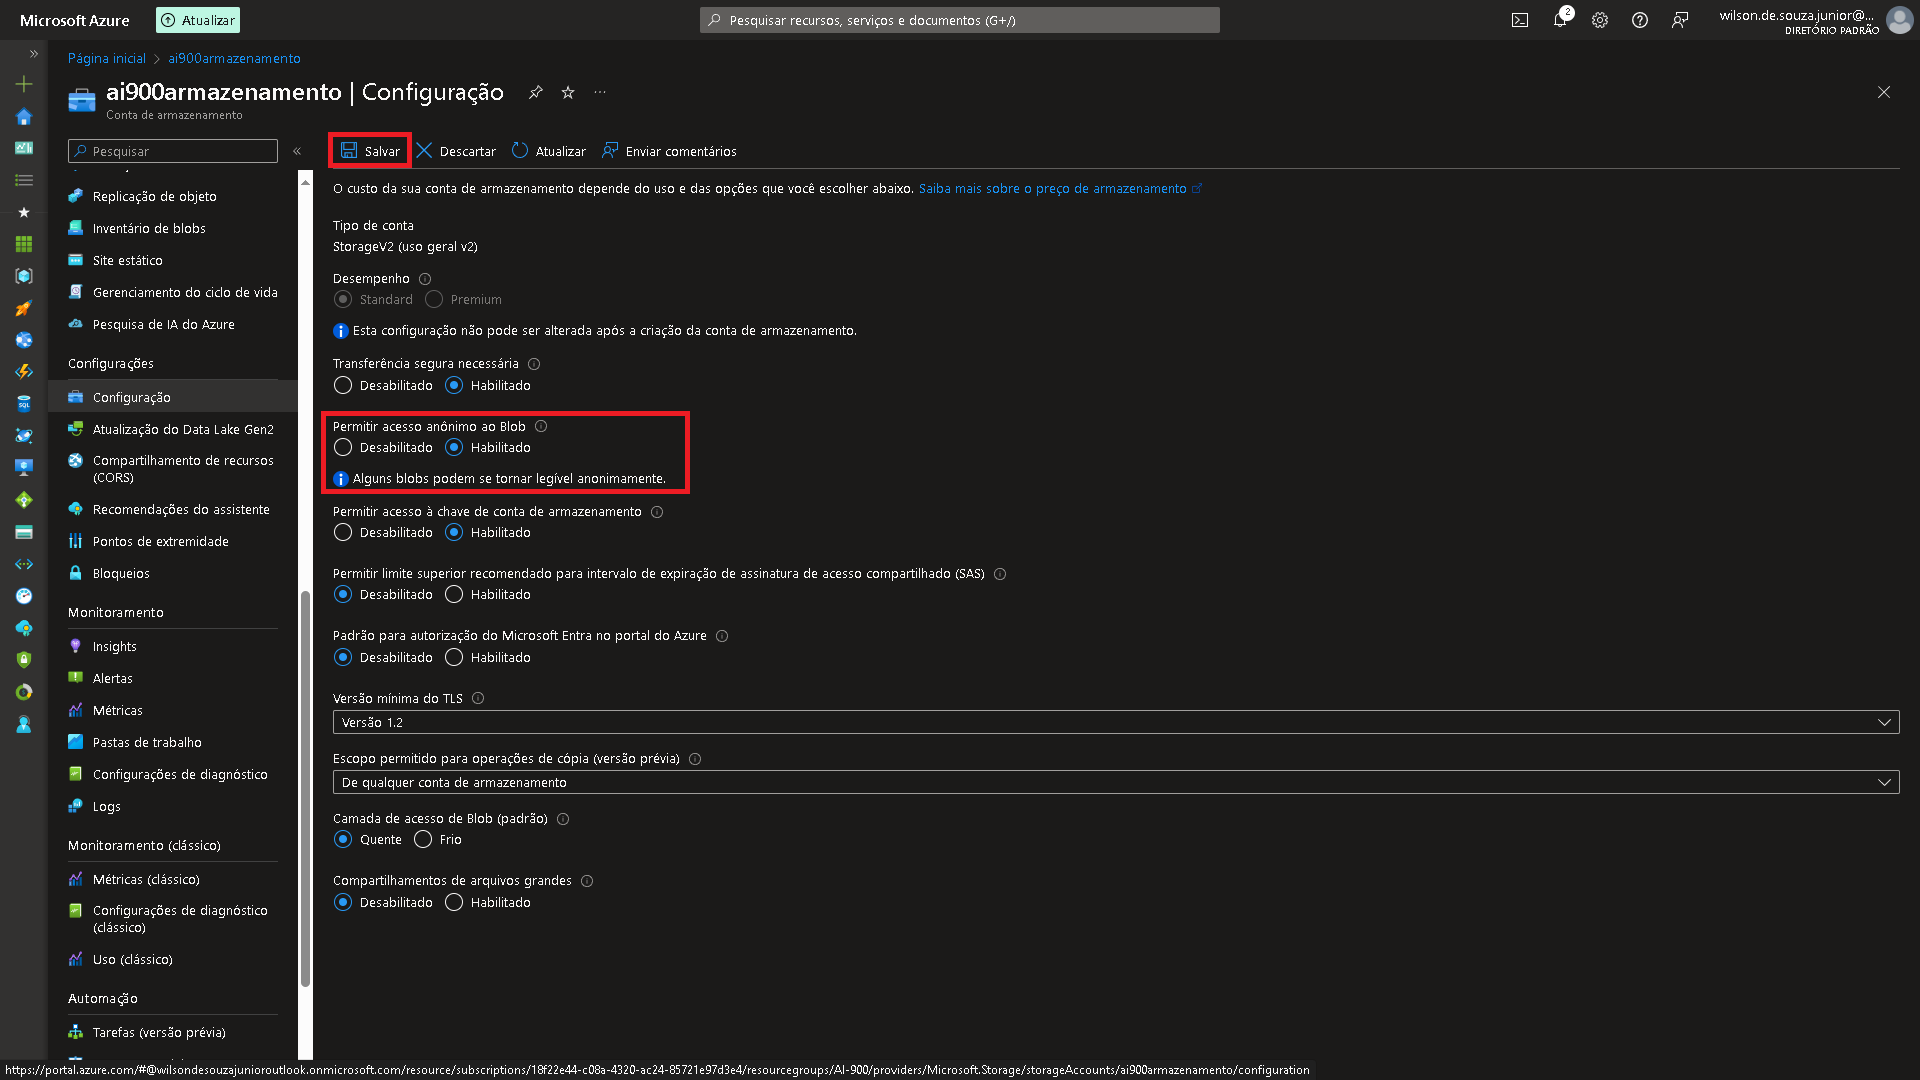 Microsoft Azure
Atualizar
Pesquisar recursos, serviços e documentos (G+/)
2
wilson.de.souza.junior@...
DIRETÓRIO PADRÃO
Página inicial
ai900armazenamento
ai900armazenamento | Configuração
Conta de armazenamento
Pesquisar
Salvar
Descartar
Atualizar
Enviar comentários
Replicação de objeto
Inventário de blobs
Site estático
Gerenciamento do ciclo de vida
Pesquisa de IA do Azure
Configurações
Configuração
Atualização do Data Lake Gen2
Compartilhamento de recursos
(CORS)
Recomendações do assistente
Pontos de extremidade
Bloqueios
Monitoramento
Insights
Alertas
Métricas
Pastas de trabalho
Configurações de diagnóstico
Logs
Monitoramento (clássico)
Métricas (clássico)
Configurações de diagnóstico
(clássico)
Uso (clássico)
Automação
Tarefas (versão prévia)
O custo da sua conta de armazenamento depende do uso e das opções que você escolher abaixo. Saiba mais sobre o preço de armazenamento
Tipo de conta
StorageV2 (uso geral v2)
Desempenho
Standard Premium
Esta configuração não pode ser alterada após a criação da conta de armazenamento.
Transferência segura necessária
Desabilitado Habilitado
Permitir acesso anônimo ao Blob
Desabilitado Habilitado
Alguns blobs podem se tornar legível anonimamente.
Permitir acesso à chave de conta de armazenamento
Desabilitado Habilitado
Permitir limite superior recomendado para intervalo de expiração de assinatura de acesso compartilhado (SAS)
Desabilitado Habilitado
Padrão para autorização do Microsoft Entra no portal do Azure
Desabilitado Habilitado
Versão mínima do TLS
Versão 1.2
Escopo permitido para operações de cópia (versão prévia)
De qualquer conta de armazenamento
Camada de acesso de Blob (padrão)
Quente Frio
Compartilhamentos de arquivos grandes
Desabilitado Habilitado
https://portal.azure.com/#@wilsondesouzajunioroutlook.onmicrosoft.com/resource/subscriptions/18f22e44-c08a-4320-ac24-85721e97d3e4/resourcegroups/AI-900/providers/Microsoft.Storage/storageAccounts/ai900armazenamento/configuration